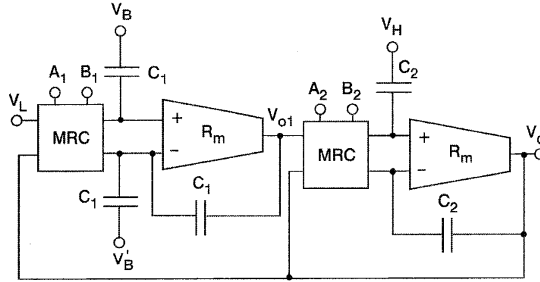 V_B
V_H
A_1
B_1
C_1
C_2
V_L
MRC
+
−
R_m
V_o1
A_2
B_2
MRC
+
−
R_m
V_o
C_1
C_1
C_2
V'_B